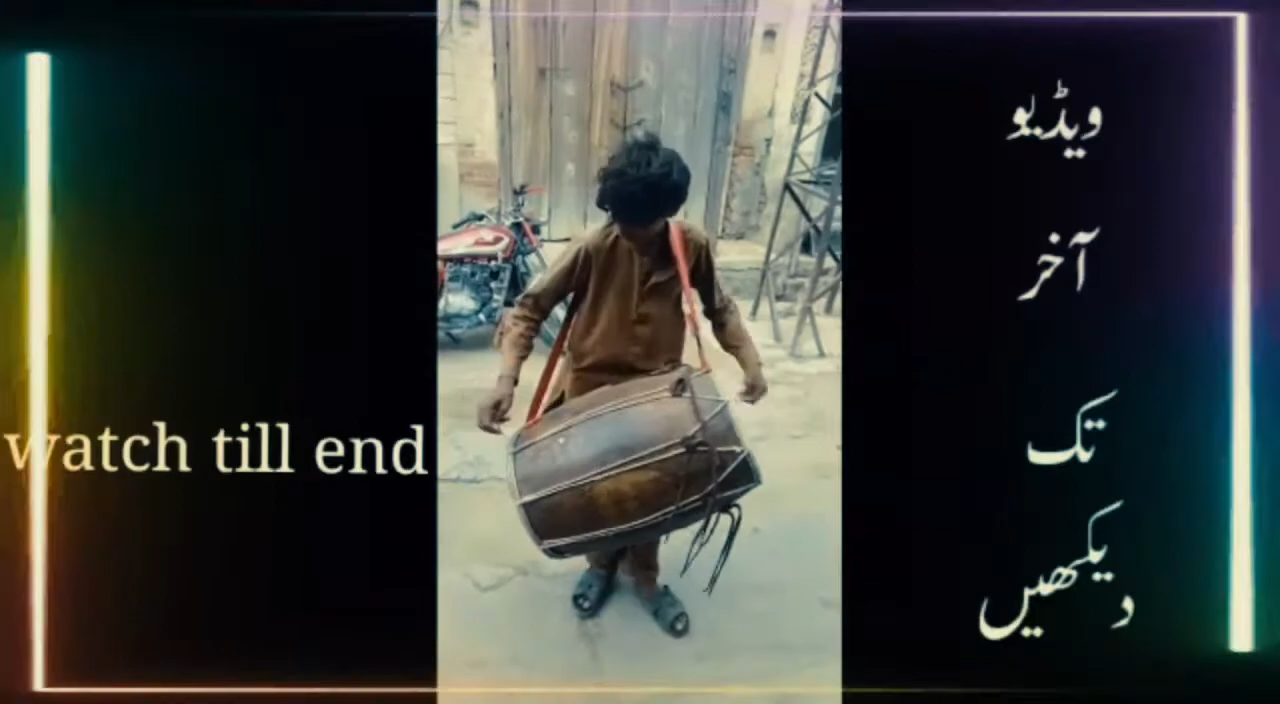 watch till end
ویڈیو
آخر
تک
دیکھیں